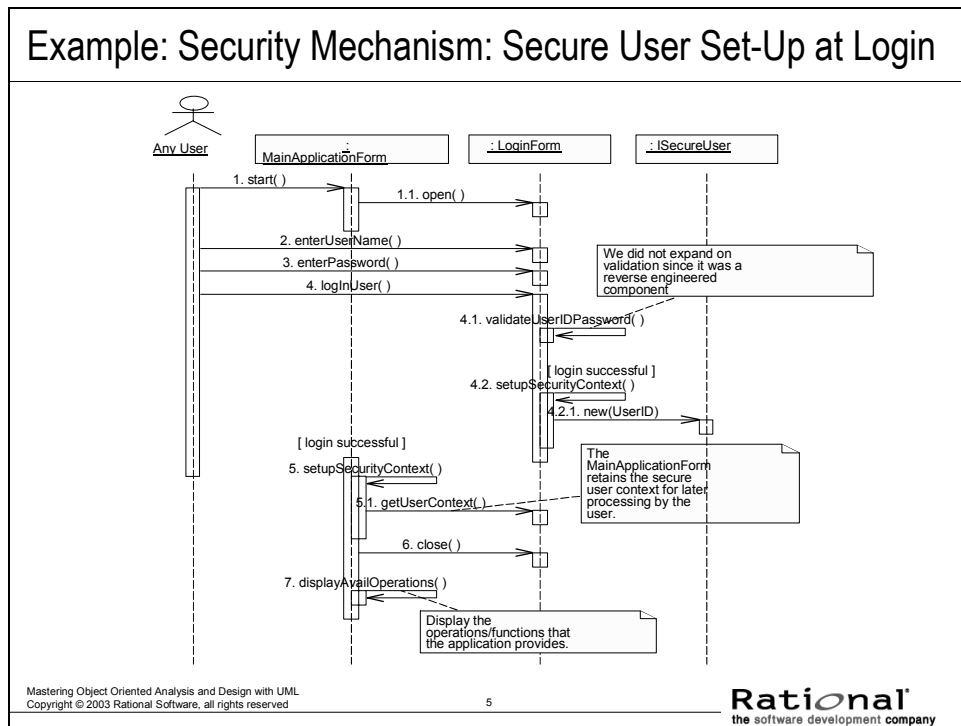 Example: Security Mechanism: Secure User Set-Up at Login
Any User
:
MainApplicationForm
: LoginForm
: ISecureUser
1. start( )
1.1. open( )
2. enterUserName( )
3. enterPassword( )
4. logInUser( )
We did not expand on
validation since it was a
reverse engineered
component
4.1. validateUserIDPassword( )
[ login successful ]
4.2. setupSecurityContext( )
4.2.1. new(UserID)
[ login successful ]
5. setupSecurityContext( )
The
MainApplicationForm
retains the secure
user context for later
processing by the
user.
5.1. getUserContext( )
6. close( )
7. displayAvailOperations( )
Display the
operations/functions that
the application provides.
Mastering Object Oriented Analysis and Design with UML
Copyright © 2003 Rational Software, all rights reserved
5
Rational
the software development company